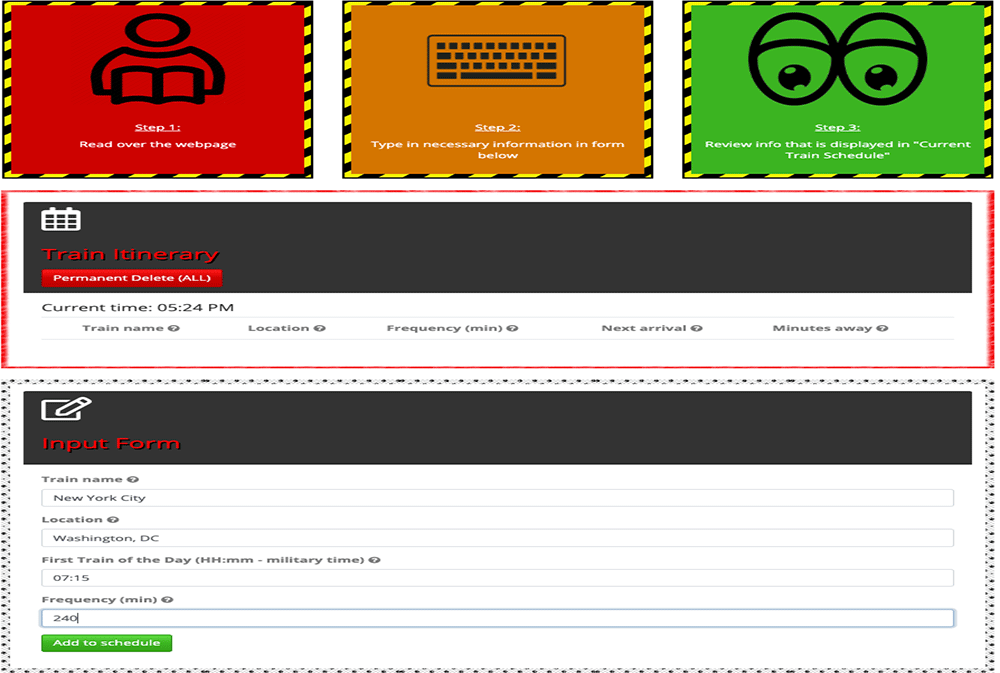 Step 1:
Read over the webpage
Step 2:
Type in necessary information in form
below
Step 3:
Review info that is displayed in "Current
Train Schedule"
Train Itinerary
Permanent Delete (ALL)
Current time: 05:24 PM
Train name Location Frequency (min) Next arrival Minutes away
Input Form
Train name
New York City
Location
Washington, DC
First Train of the Day (HH:mm - military time)
07:15
Frequency (min)
240
Add to schedule